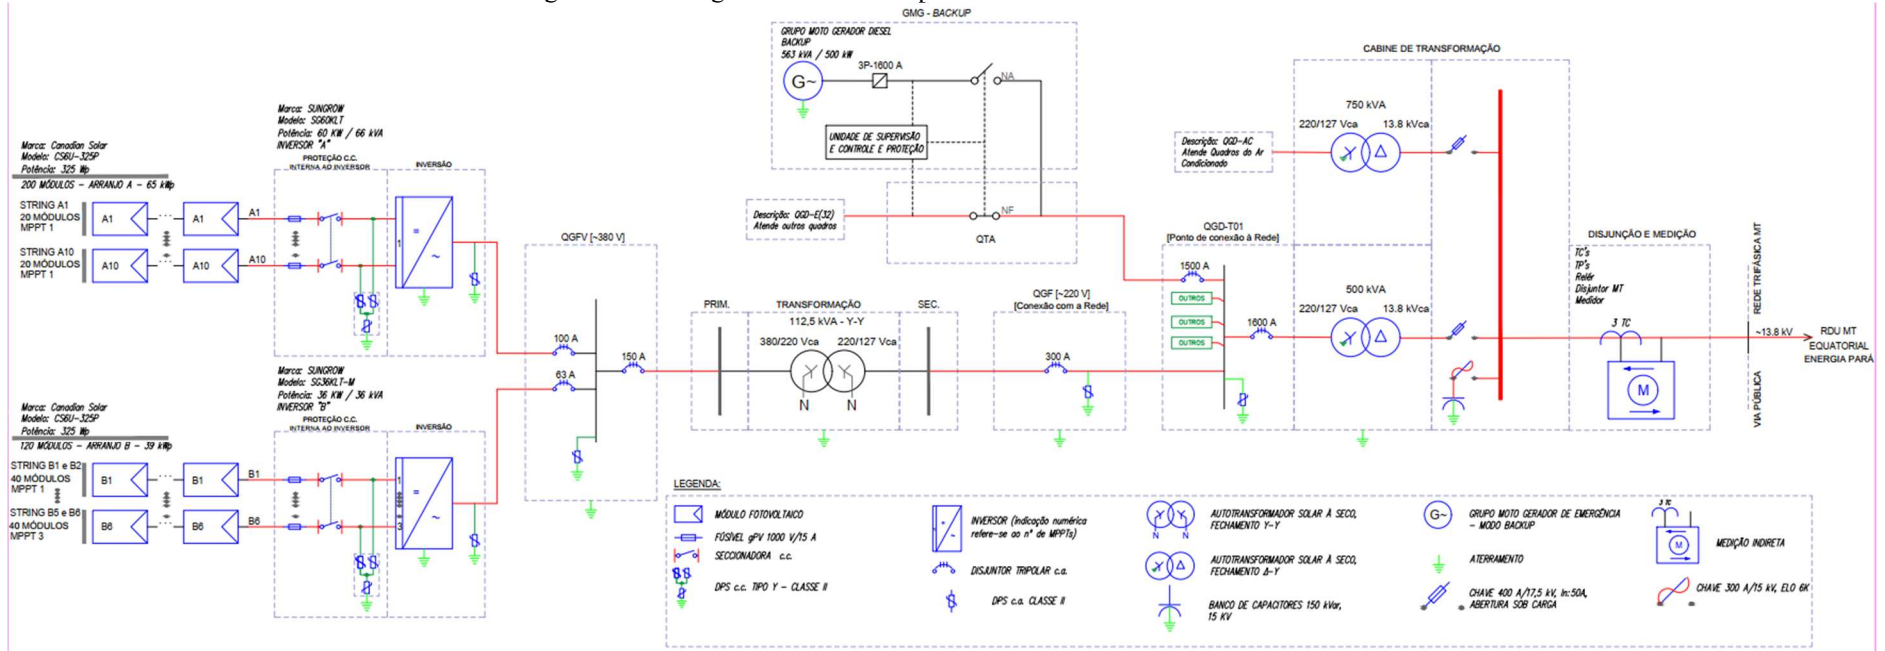 GMG - BACKUP
GRUPO MOTO GERADOR DIESEL
BACKUP
563 kVA / 500 kW
3P-1600 A
G~
NA
UNIDADE DE SUPERVISÃO
E CONTROLE E PROTEÇÃO
Descrição: QGD-E(32)
Atende outros quadros
NF
QTA
CABINE DE TRANSFORMAÇÃO
750 kVA
220/127 Vca
13.8 kVca
Descrição: QGD-AC
Atende Quadros do Ar
Condicionado
Marca: SUNGROW
Modelo: SG60KLT
Potência: 60 KW / 66 kVA
INVERSOR "A"
PROTEÇÃO C.C.
INTERNA AO INVERSOR
INVERSÃO
Marca: Canadian Solar
Modelo: CS6U-325P
Potência: 325 Wp
200 MÓDULOS - ARRANJO A - 65 kWp
STRING A1
20 MÓDULOS
MPPT 1
A1
A1
A1
STRING A10
20 MÓDULOS
MPPT 1
A10
A10
A10
1
QGFV [~380 V]
100 A
63 A
150 A
PRIM.
TRANSFORMAÇÃO
SEC.
112,5 kVA - Y-Y
380/220 Vca
220/127 Vca
N
N
QGF [~220 V]
[Conexão com a Rede]
300 A
QGD-T01
[Ponto de conexão à Rede]
1500 A
OUTROS
OUTROS
OUTROS
1600 A
500 kVA
220/127 Vca
13.8 kVca
DISJUNÇÃO E MEDIÇÃO
TC's
TP's
Relér
Disjuntor MT
Medidor
3 TC
M
REDE TRIFÁSICA MT
VIA PÚBLICA
~13.8 kV
RDU MT
EQUATORIAL
ENERGIA PARÁ
Marca: SUNGROW
Modelo: SG36KLT-M
Potência: 36 KW / 36 kVA
INVERSOR "B"
PROTEÇÃO C.C.
INTERNA AO INVERSOR
INVERSÃO
Marca: Canadian Solar
Modelo: CS6U-325P
Potência: 325 Wp
120 MÓDULOS - ARRANJO B - 39 kWp
STRING B1 e B2
40 MÓDULOS
MPPT 1
B1
B1
B1
1
STRING B5 e B6
40 MÓDULOS
MPPT 3
B6
B6
B6
3
LEGENDA:
MÓDULO FOTOVOLTAICO
FÚSIVEL gPV 1000 V/15 A
SECCIONADORA c.c.
DPS c.c. TIPO Y - CLASSE II
INVERSOR (indicação numérica
refere-se ao n° de MPPTs)
DISJUNTOR TRIPOLAR c.a.
DPS c.a. CLASSE II
N
N
AUTOTRANSFORMADOR SOLAR À SECO,
FECHAMENTO Y-Y
AUTOTRANSFORMADOR SOLAR À SECO,
FECHAMENTO Δ-Y
BANCO DE CAPACITORES 150 kVar,
15 KV
G~
GRUPO MOTO GERADOR DE EMERGÊNCIA
- MODO BACKUP
ATERRAMENTO
CHAVE 400 A/17,5 kV, In:50A,
ABERTURA SOB CARGA
3 TC
M
MEDIÇÃO INDIRETA
CHAVE 300 A/15 kV, ELO 6K